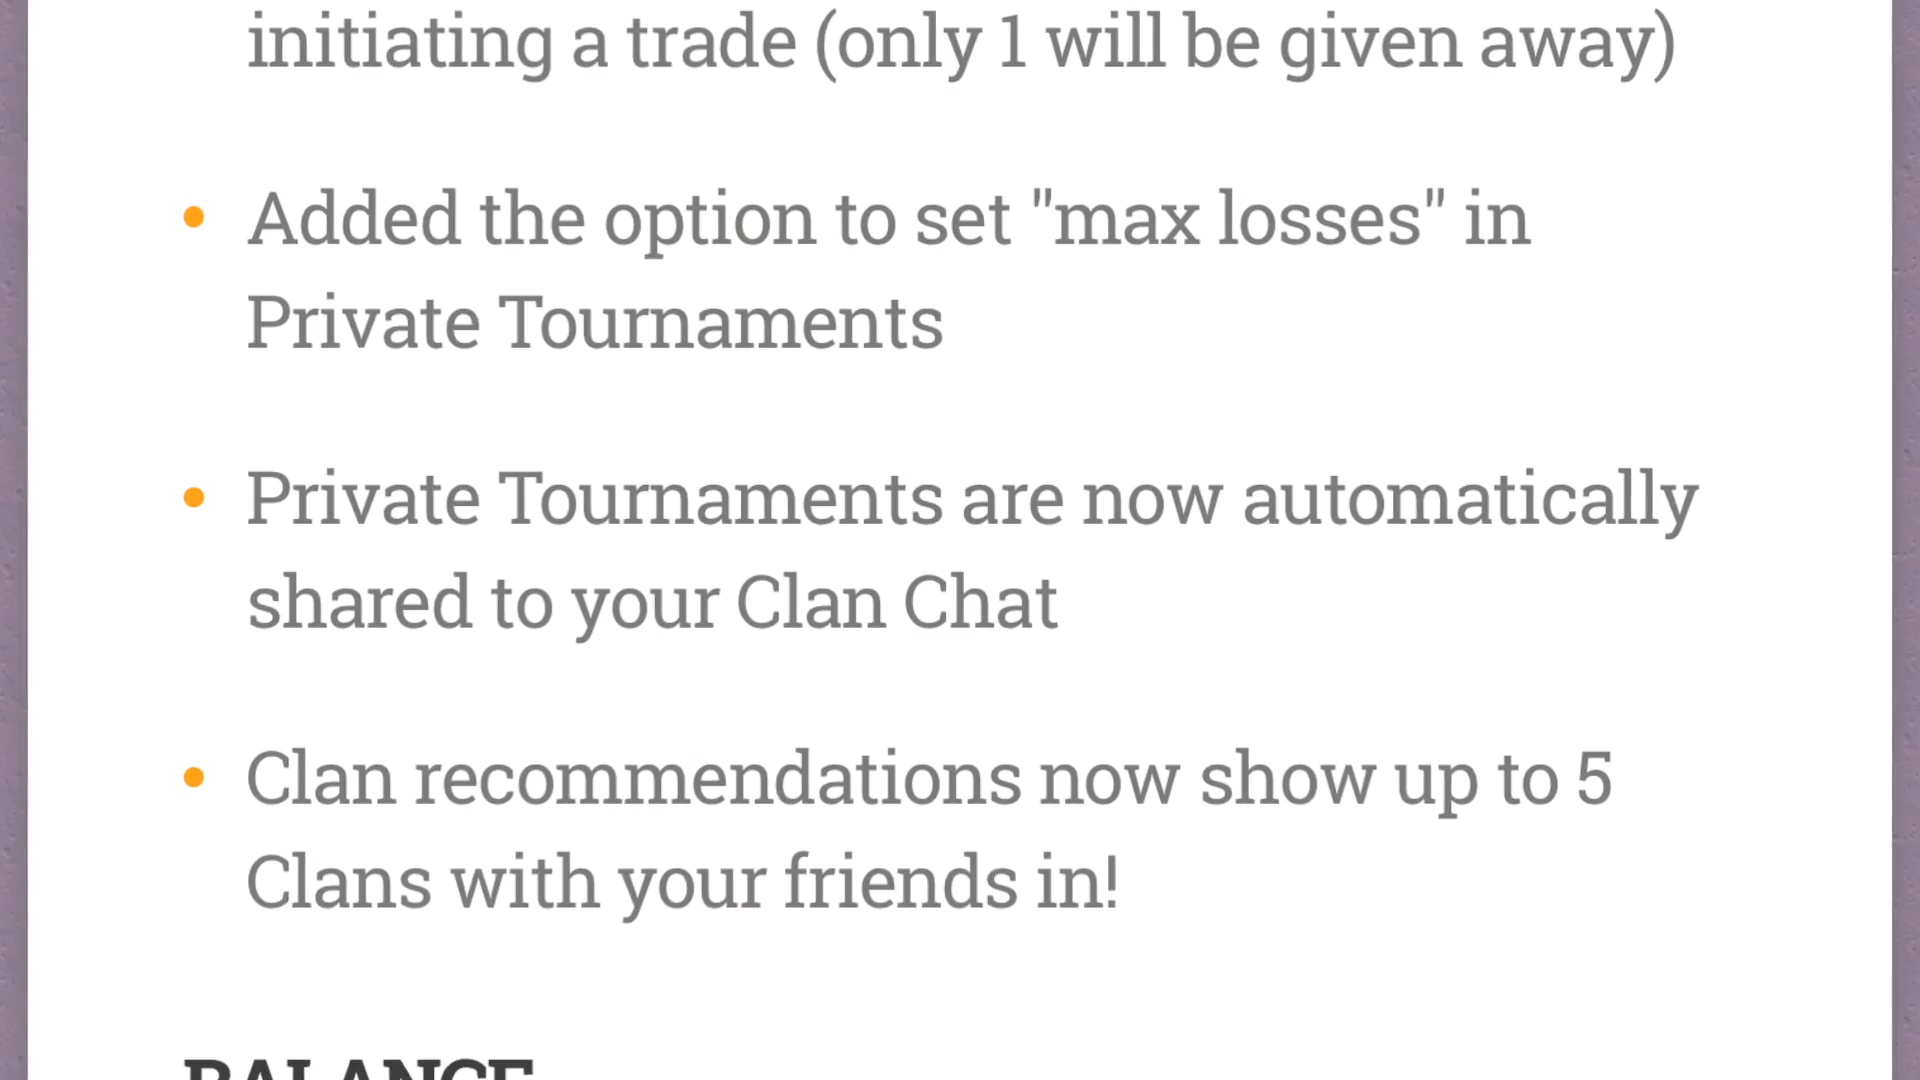 initiating a trade (only 1 will be given away)
Added the option to set "max losses" in
Private Tournaments
Private Tournaments are now automatically
shared to your Clan Chat
Clan recommendations now show up to 5
Clans with your friends in!
BALANCE